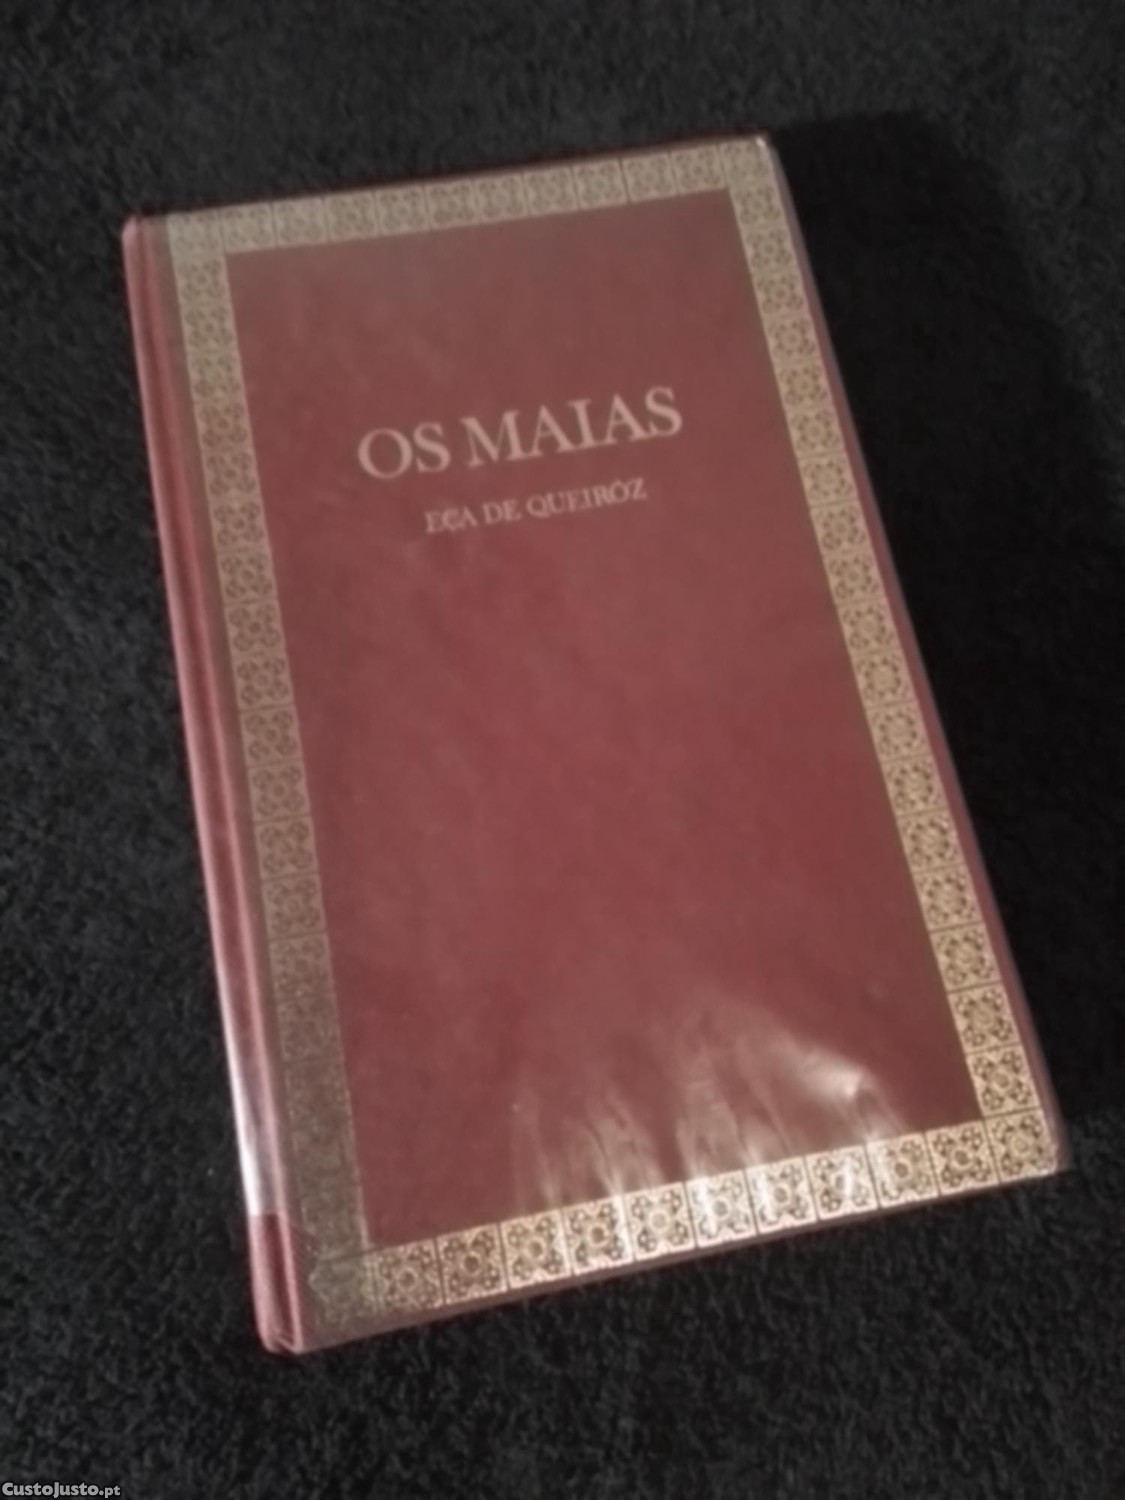 OS MAIAS
EÇA DE QUEIRÓZ
CustoJusto.pt